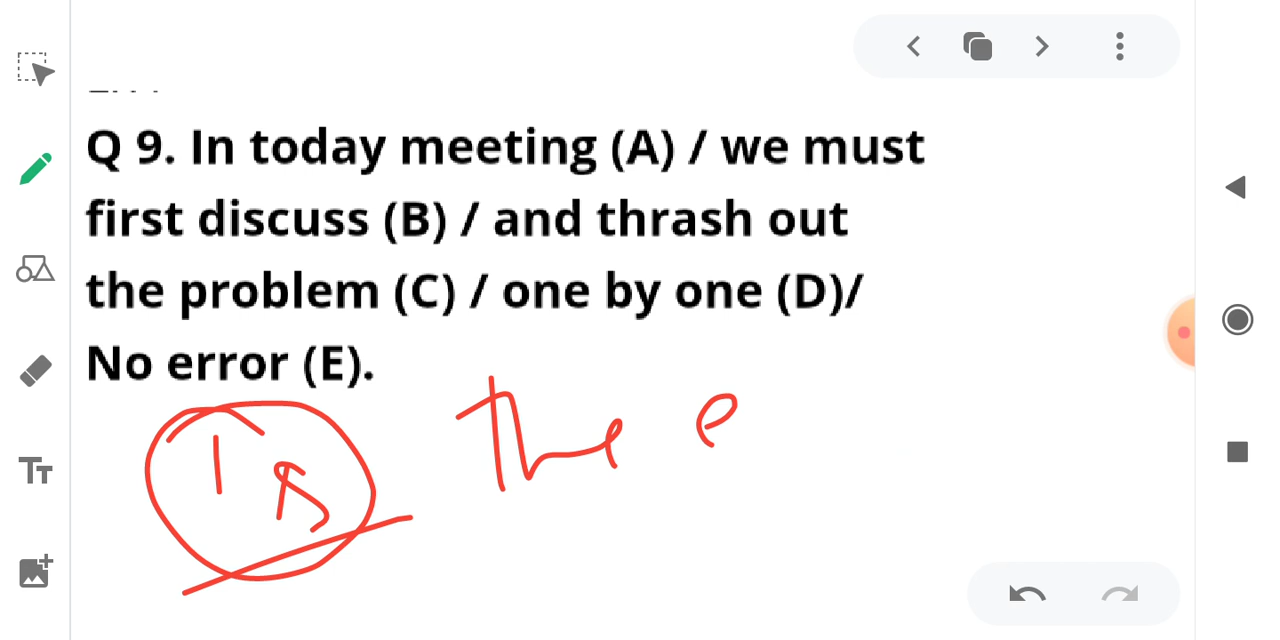 Q 9. In today meeting (A) / we must
first discuss (B) / and thrash out
the problem (C) / one by one (D)/
No error (E).
the e
TT